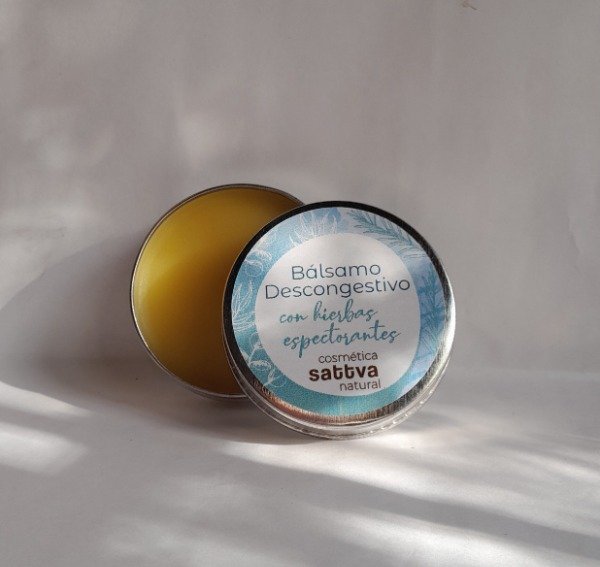 Bálsamo
Descongestivo
con hierbas
espectorantes
cosmética
sattva
natural